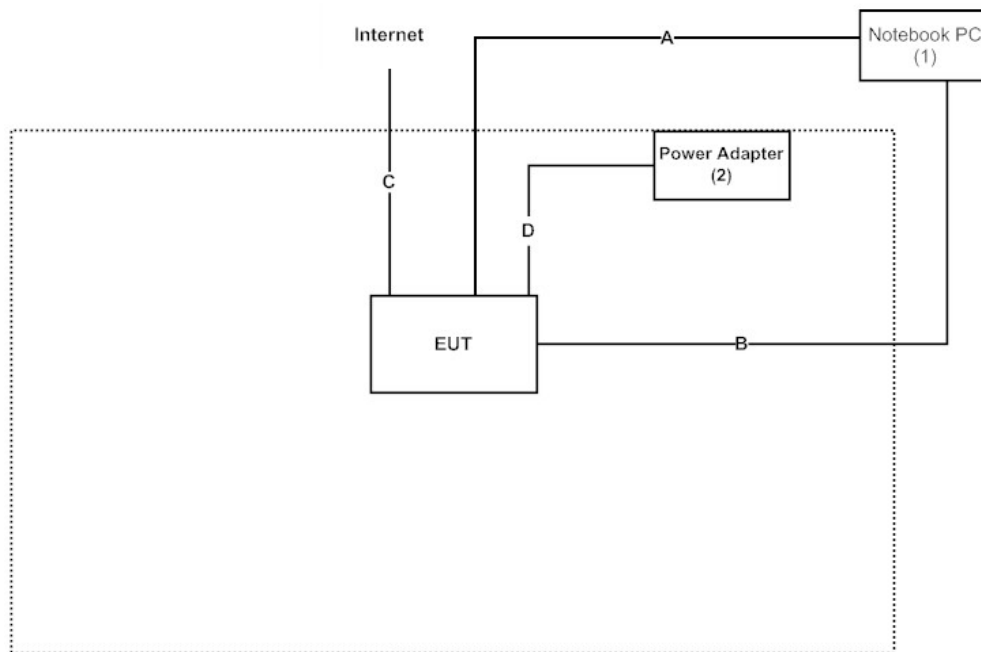 Internet
A
Notebook PC
(1)
Power Adapter
(2)
C
D
EUT
B